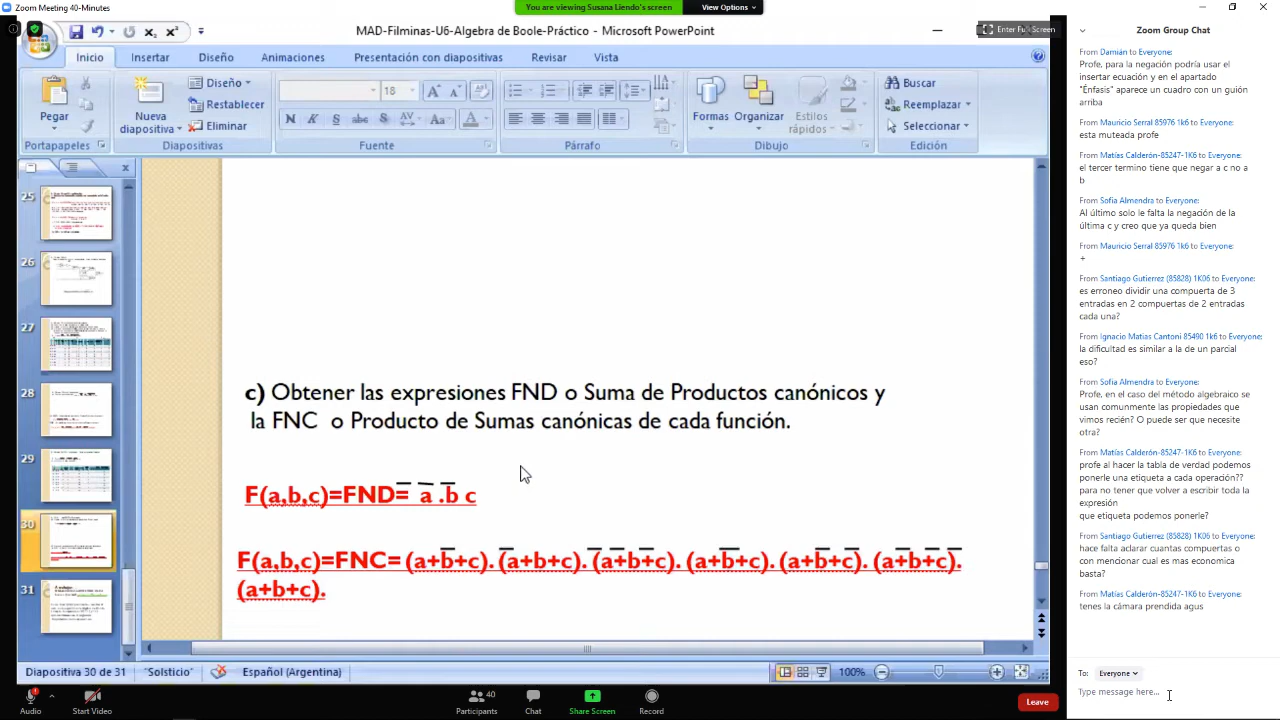 Zoom Meeting 40-Minutes
You are viewing Susana Liendo's screen
View Options
MAD-Filminas-U6-Algebra de Boole-Práctico - Microsoft PowerPoint
Enter Full Screen
Inicio Insertar Diseño Animaciones Presentación con diapositivas Revisar Vista
Pegar
Portapapeles
Nueva diapositiva
Diseño
Restablecer
Eliminar
Diapositivas
18
Fuente
Párrafo
Formas Organizar Estilos rápidos
Dibujo
Buscar
Reemplazar
Seleccionar
Edición
25
26
27
28
29
30
31
c) Obtener las expresiones FND o Suma de Productos canónicos y
la FNC o Producto de Sumas canónicas de cada función.
F(a,b,c)=FND= a .b c
F(a,b,c)=FNC= (a+b+c). (a+b+c). (a+b+c). (a+b+c). (a+b+c). (a+b+c).
(a+b+c).
Diapositiva 30 de 31 "Solsticio" Español (Argentina) 100%
Audio
Start Video
Participants 40
Chat
Share Screen
Record
Leave
Zoom Group Chat
From Damián to Everyone:
Profe, para la negación podría usar el
insertar ecuación y en el apartado
"Énfasis" aparece un cuadro con un guión
arriba
From Mauricio Serral 85976 1k6 to Everyone:
esta muteada profe
From Matías Calderón-85247-1K6 to Everyone:
el tercer termino tiene que negar a c no a
b
From Sofia Almendra to Everyone:
Al último solo le falta la negación de la
última c y creo que ya queda bien
From Mauricio Serral 85976 1k6 to Everyone:
+
From Santiago Gutierrez (85828) 1K06 to Everyone:
es erroneo dividir una compuerta de 3
entradas en 2 compuertas de 2 entradas
cada una?
From Ignacio Matias Cantoni 85490 1k6 to Everyone:
la dificultad es similar a la de un parcial
eso?
From Sofia Almendra to Everyone:
Profe, en el caso del método algebraico se
usan comunmente las propiedades que
vimos recién? O puede ser que necesite
otra?
From Matías Calderón-85247-1K6 to Everyone:
profe al hacer la tabla de verdad podemos
ponerle una etiqueta a cada operación??
para no tener que volver a escribir toda la
expresión
que etiqueta podemos ponerle?
From Santiago Gutierrez (85828) 1K06 to Everyone:
hace falta aclarar cuantas compuertas o
con mencionar cual es mas economica
basta?
From Matías Calderón-85247-1K6 to Everyone:
tenes la cámara prendida agus
To: Everyone
Type message here...